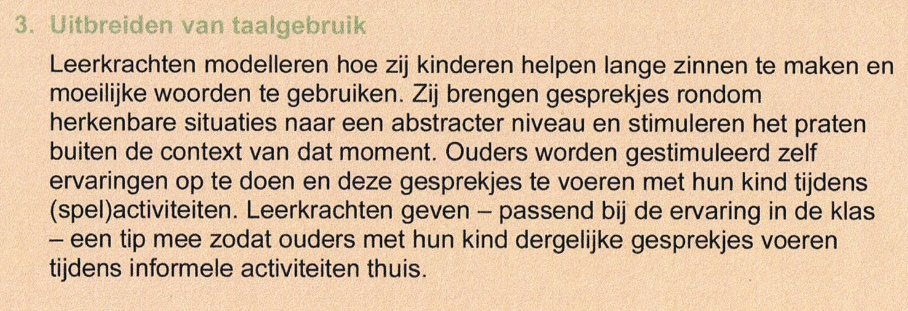 3. Uitbreiden van taalgebruik
Leerkrachten modelleren hoe zij kinderen helpen lange zinnen te maken en
moeilijke woorden te gebruiken. Zij brengen gesprekjes rondom
herkenbare situaties naar een abstracter niveau en stimuleren het praten
buiten de context van dat moment. Ouders worden gestimuleerd zelf
ervaringen op te doen en deze gesprekjes te voeren met hun kind tijdens
(spel)activiteiten. Leerkrachten geven – passend bij de ervaring in de klas
– een tip mee zodat ouders met hun kind dergelijke gesprekjes voeren
tijdens informele activiteiten thuis.